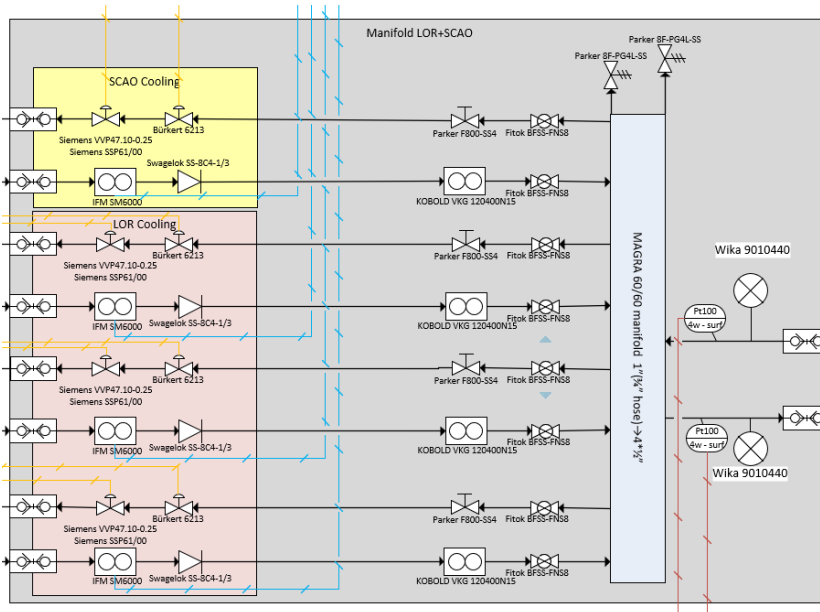 Manifold LOR+SCAO
Parker 8F-PG4L-SS
Parker 8F-PG4L-SS
SCAO Cooling
Siemens VVP47.10-0.25
Siemens SSP61/00
Bürkert 6213
Parker F800-SS4
Fitok BFSS-FNS8
Swagelok SS-8C4-1/3
IFM SM6000
KOBOLD VKG 120400N15
LOR Cooling
Siemens VVP47.10-0.25
Siemens SSP61/00
Bürkert 6213
Parker F800-SS4
Fitok BFSS-FNS8
IFM SM6000
Swagelok SS-8C4-1/3
KOBOLD VKG 120400N15
Fitok BFSS-FNS8
Siemens VVP47.10-0.25
Siemens SSP61/00
Bürkert 6213
Parker F800-SS4
Fitok BFSS-FNS8
IFM SM6000
Swagelok SS-8C4-1/3
KOBOLD VKG 120400N15
Fitok BFSS-FNS8
Siemens VVP47.10-0.25
Siemens SSP61/00
Bürkert 6213
Parker F800-SS4
Fitok BFSS-FNS8
IFM SM6000
Swagelok SS-8C4-1/3
KOBOLD VKG 120400N15
Fitok BFSS-FNS8
MAGRA 60/60 manifold 1"(¾" hose)→4*½"
Wika 9010440
Pt100
4w - surf
Pt100
4w - surf
Wika 9010440